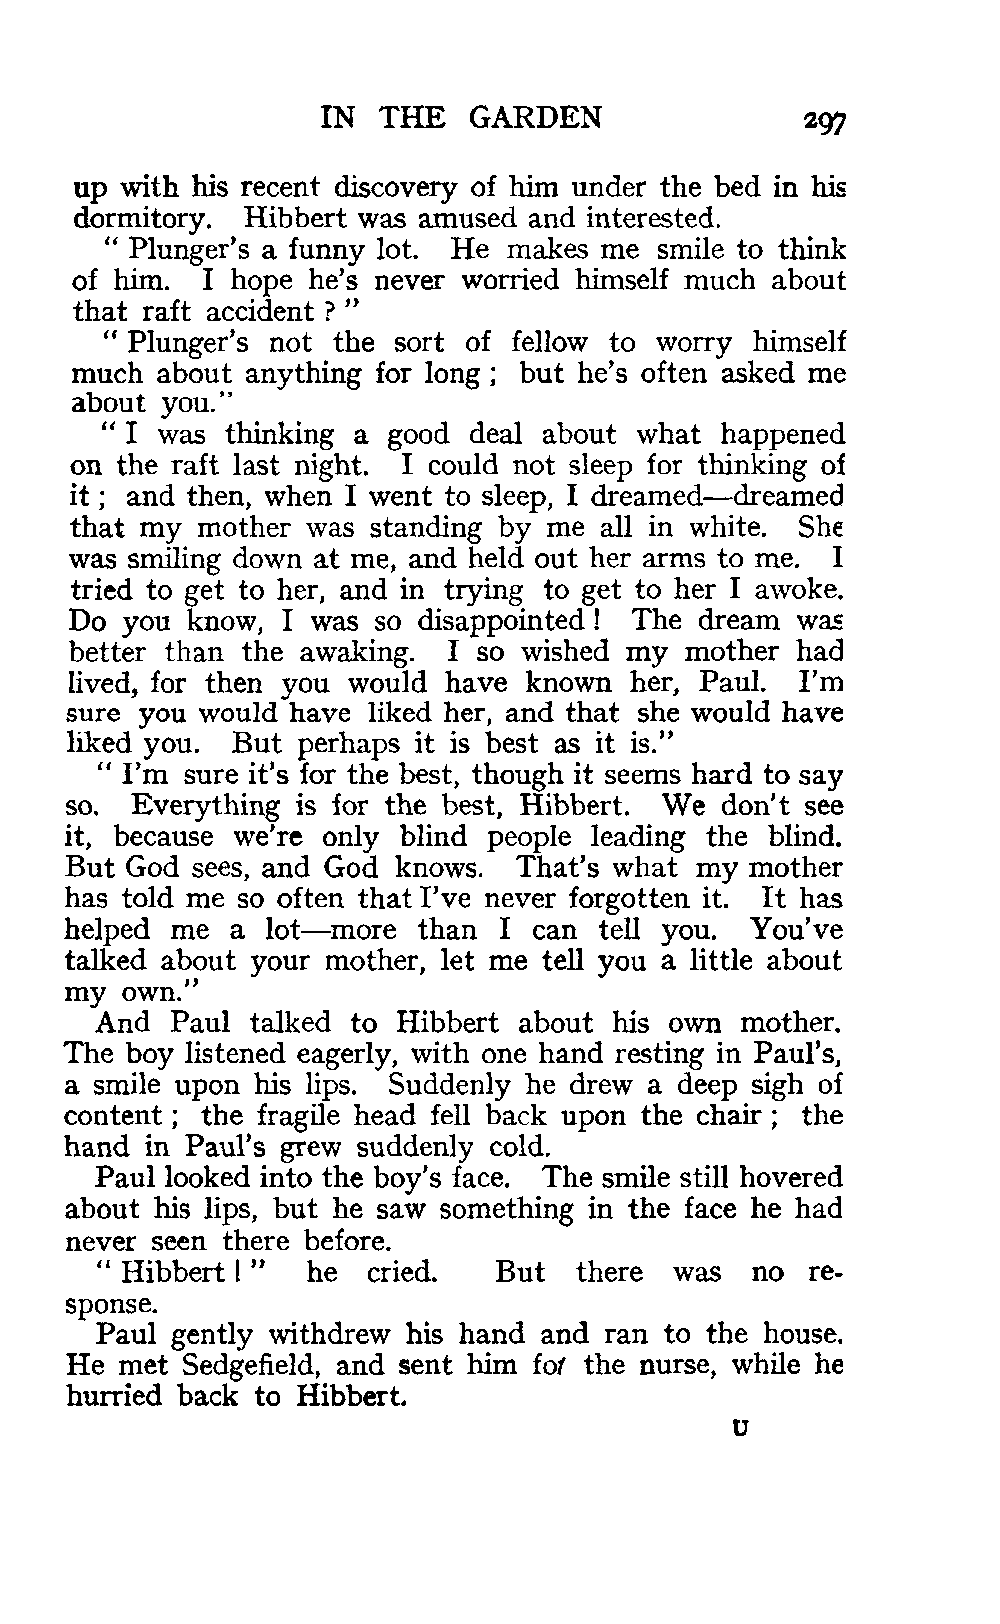 IN THE GARDEN 297
up with his recent discovery of him under the bed in his
dormitory. Hibbert was amused and interested.
“ Plunger's a funny lot. He makes me smile to think
of him. I hope he's never worried himself much about
that raft accident ? ”
“ Plunger's not the sort of fellow to worry himself
much about anything for long ; but he's often asked me
about you.”
“ I was thinking a good deal about what happened
on the raft last night. I could not sleep for thinking of
it ; and then, when I went to sleep, I dreamed—dreamed
that my mother was standing by me all in white. She
was smiling down at me, and held out her arms to me. I
tried to get to her, and in trying to get to her I awoke.
Do you know, I was so disappointed ! The dream was
better than the awaking. I so wished my mother had
lived, for then you would have known her, Paul. I'm
sure you would have liked her, and that she would have
liked you. But perhaps it is best as it is.”
“ I'm sure it's for the best, though it seems hard to say
so. Everything is for the best, Hibbert. We don't see
it, because we're only blind people leading the blind.
But God sees, and God knows. That's what my mother
has told me so often that I've never forgotten it. It has
helped me a lot—more than I can tell you. You've
talked about your mother, let me tell you a little about
my own.”
And Paul talked to Hibbert about his own mother.
The boy listened eagerly, with one hand resting in Paul's,
a smile upon his lips. Suddenly he drew a deep sigh of
content ; the fragile head fell back upon the chair ; the
hand in Paul's grew suddenly cold.
Paul looked into the boy's face. The smile still hovered
about his lips, but he saw something in the face he had
never seen there before.
“ Hibbert ! ” he cried. But there was no re-
sponse.
Paul gently withdrew his hand and ran to the house.
He met Sedgefield, and sent him for the nurse, while he
hurried back to Hibbert.
U